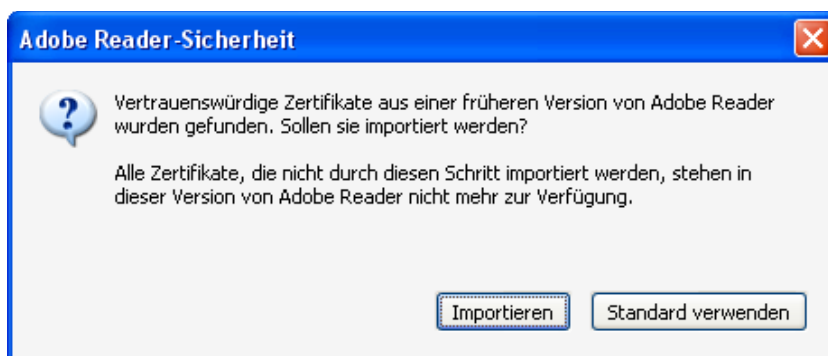 Adobe Reader-Sicherheit
Vertrauenswürdige Zertifikate aus einer früheren Version von Adobe Reader
wurden gefunden. Sollen sie importiert werden?
Alle Zertifikate, die nicht durch diesen Schritt importiert werden, stehen in
dieser Version von Adobe Reader nicht mehr zur Verfügung.
Importieren
Standard verwenden